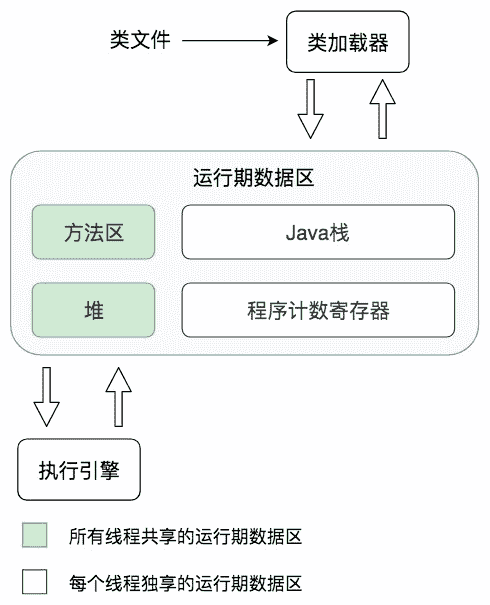 类文件
类加载器
运行期数据区
方法区
Java栈
堆
程序计数寄存器
执行引擎
所有线程共享的运行期数据区
每个线程独享的运行期数据区